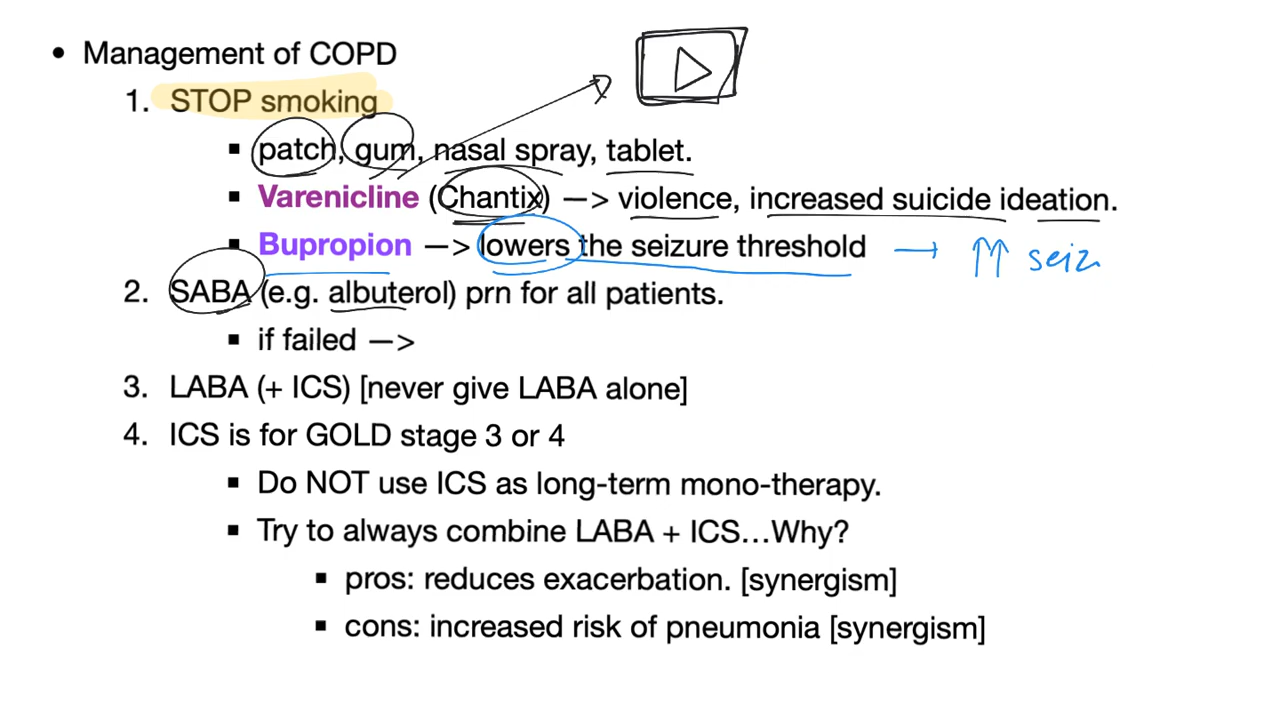 • Management of COPD
1. STOP smoking
▪ patch, gum, nasal spray, tablet.
▪ Varenicline (Chantix) —> violence, increased suicide ideation.
▪ Bupropion —> lowers the seizure threshold → ↑↑ seiz
2. SABA (e.g. albuterol) prn for all patients.
▪ if failed —>
3. LABA (+ ICS) [never give LABA alone]
4. ICS is for GOLD stage 3 or 4
▪ Do NOT use ICS as long-term mono-therapy.
▪ Try to always combine LABA + ICS...Why?
▪ pros: reduces exacerbation. [synergism]
▪ cons: increased risk of pneumonia [synergism]